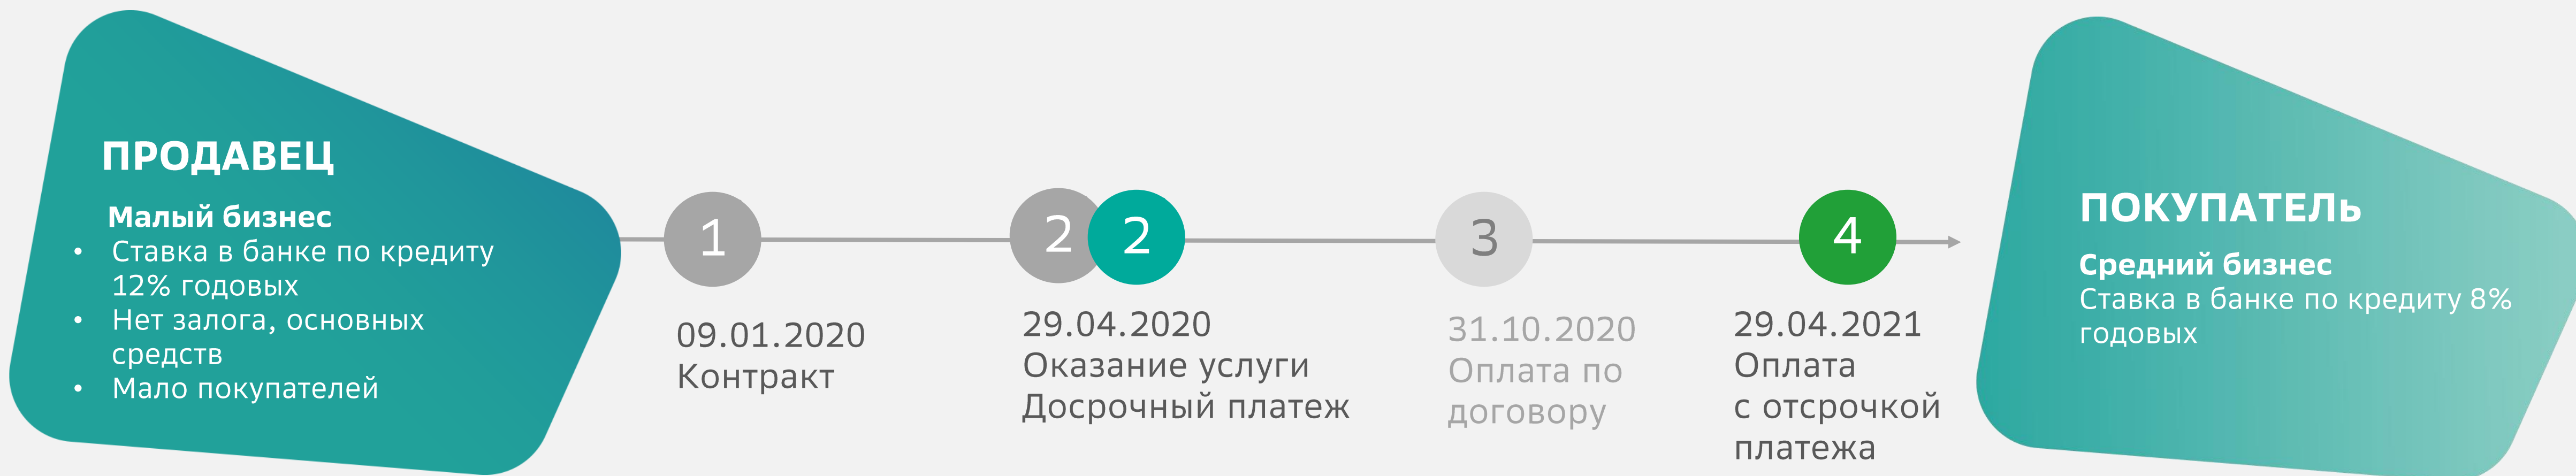 ПРОДАВЕЦ
Малый бизнес
• Ставка в банке по кредиту
12% годовых
• Нет залога, основных
средств
• Мало покупателей
1
09.01.2020
Контракт
2 2
29.04.2020
Оказание услуги
Досрочный платеж
3
31.10.2020
Оплата по
договору
4
29.04.2021
Оплата
с отсрочкой
платежа
ПОКУПАТЕЛЬ
Средний бизнес
Ставка в банке по кредиту 8%
годовых